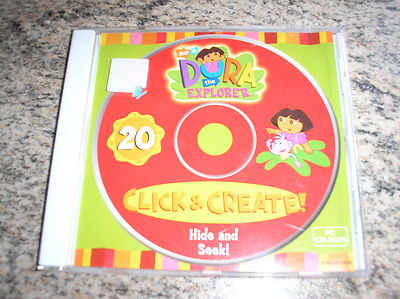 DORA
the
EXPLORER
20
CLICK & CREATE!
Hide and
Seek!
PC
CD-ROM